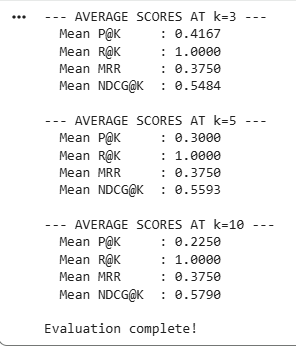 --- AVERAGE SCORES AT k=3 ---
Mean P@K : 0.4167
Mean R@K : 1.0000
Mean MRR : 0.3750
Mean NDCG@K : 0.5484
--- AVERAGE SCORES AT k=5 ---
Mean P@K : 0.3000
Mean R@K : 1.0000
Mean MRR : 0.3750
Mean NDCG@K : 0.5593
--- AVERAGE SCORES AT k=10 ---
Mean P@K : 0.2250
Mean R@K : 1.0000
Mean MRR : 0.3750
Mean NDCG@K : 0.5790
Evaluation complete!